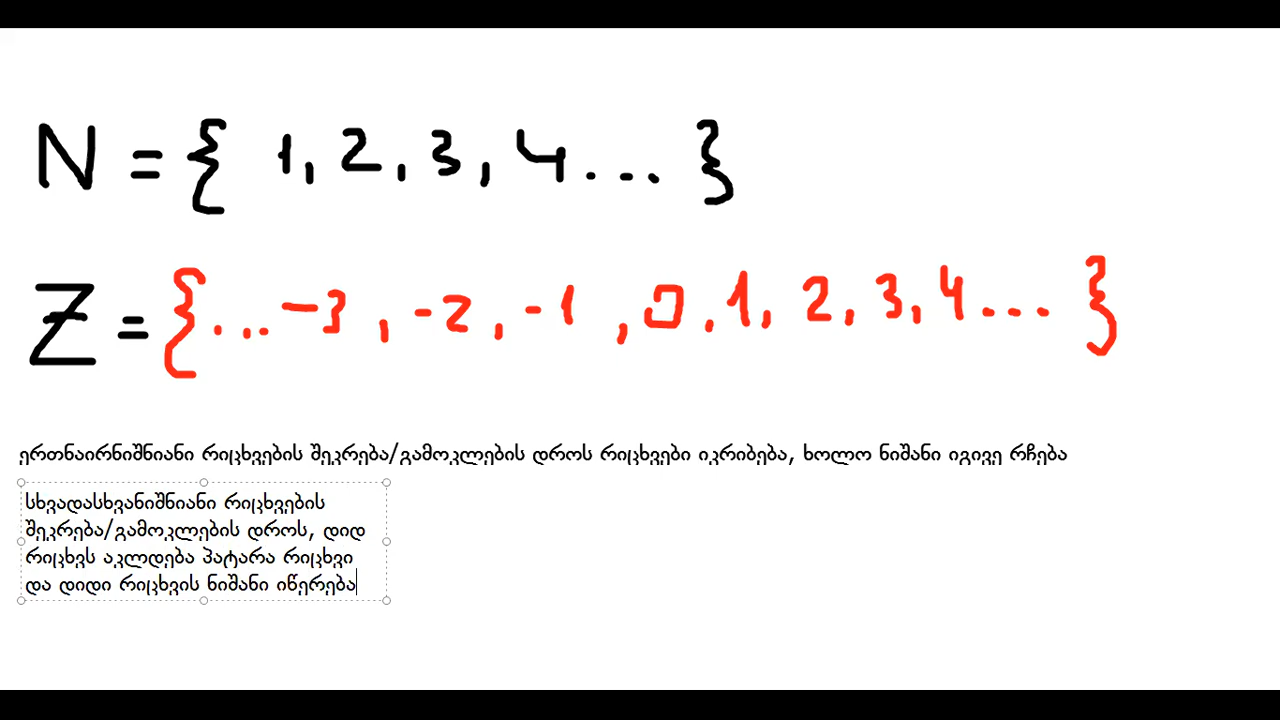 N = { 1, 2, 3, 4 ... }
Z = { ... -3, -2, -1, 0, 1, 2, 3, 4 ... }
ერთნაირნიშნიანი რიცხვების შეკრება/გამოკლების დროს რიცხვები იკრიბება, ხოლო ნიშანი იგივე რჩება
სხვადასხვანიშნიანი რიცხვების
შეკრება/გამოკლების დროს, დიდ
რიცხვს აკლდება პატარა რიცხვი
და დიდი რიცხვის ნიშანი იწერება